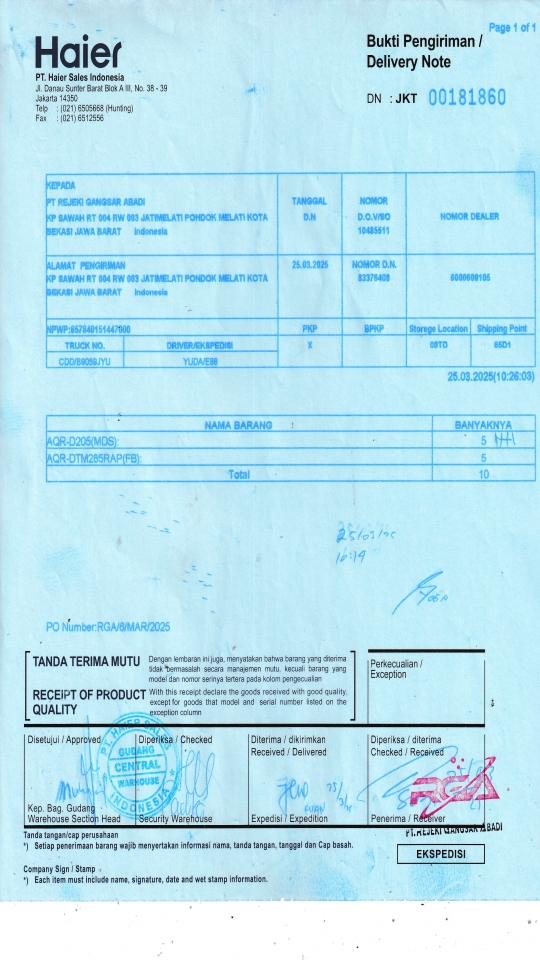 Page 1 of 1
Haier
PT. Haier Sales Indonesia
Jl. Danau Sunter Barat Blok A III, No. 38 - 39
Jakarta 14350
Telp : (021) 6505668 (Hunting)
Fax : (021) 6512556
Bukti Pengiriman /
Delivery Note
DN : JKT 00181860
KEPADA
PT REJEKI GANGSAR ABADI
KP SAWAH RT 004 RW 003 JATIMELATI PONDOK MELATI KOTA
BEKASI JAWA BARAT Indonesia
TANGGAL
D.N
NOMOR
D.O.V/SO
10485511
NOMOR DEALER
ALAMAT PENGIRIMAN
KP SAWAH RT 004 RW 003 JATIMELATI PONDOK MELATI KOTA
BEKASI JAWA BARAT Indonesia
25.03.2025
NOMOR D.N.
83376408
6000600105
NPWP:857840151447000
PKP
BPKP
Storege Location
Shipping Point
TRUCK NO.
DRIVER/EKSPEDISI
X
CDD/B9059JYU
YUDA/E88
25.03.2025(10:26:03)
NAMA BARANG
BANYAKNYA
AQR-D205(MDS):
5
AQR-DTM265RAP(FB):
5
Total
10
25/03/25
10:19
PO Number:RGA/6/MAR/2025
TANDA TERIMA MUTU
Dengan lembaran ini juga, menyatakan bahwa barang yang diterima
tidak bermasalah secara manajemen mutu, kecuali barang yang
model dan nomor serinya tertera pada kolom pengecualian
RECEIPT OF PRODUCT
QUALITY
With this receipt declare the goods received with good quality,
except for goods that model and serial number listed on the
exception column
Perkecualian /
Exception
Disetujui / Approved
Diperiksa / Checked
Diterima / dikirimkan
Received / Delivered
Diperiksa / diterima
Checked / Received
PT. HAIER SALES
GUDANG
CENTRAL
WAREHOUSE
INDONESIA
RGA
Kep. Bag. Gudang
Warehouse Section Head
Security Warehouse
Expedisi / Expedition
Penerima / Receiver
PT. REJEKI GANGSAR ABADI
Tanda tangan/cap perusahaan
*) Setiap penerimaan barang wajib menyertakan informasi nama, tanda tangan, tanggal dan Cap basah.
EKSPEDISI
Company Sign / Stamp
*) Each item must include name, signature, date and wet stamp information.